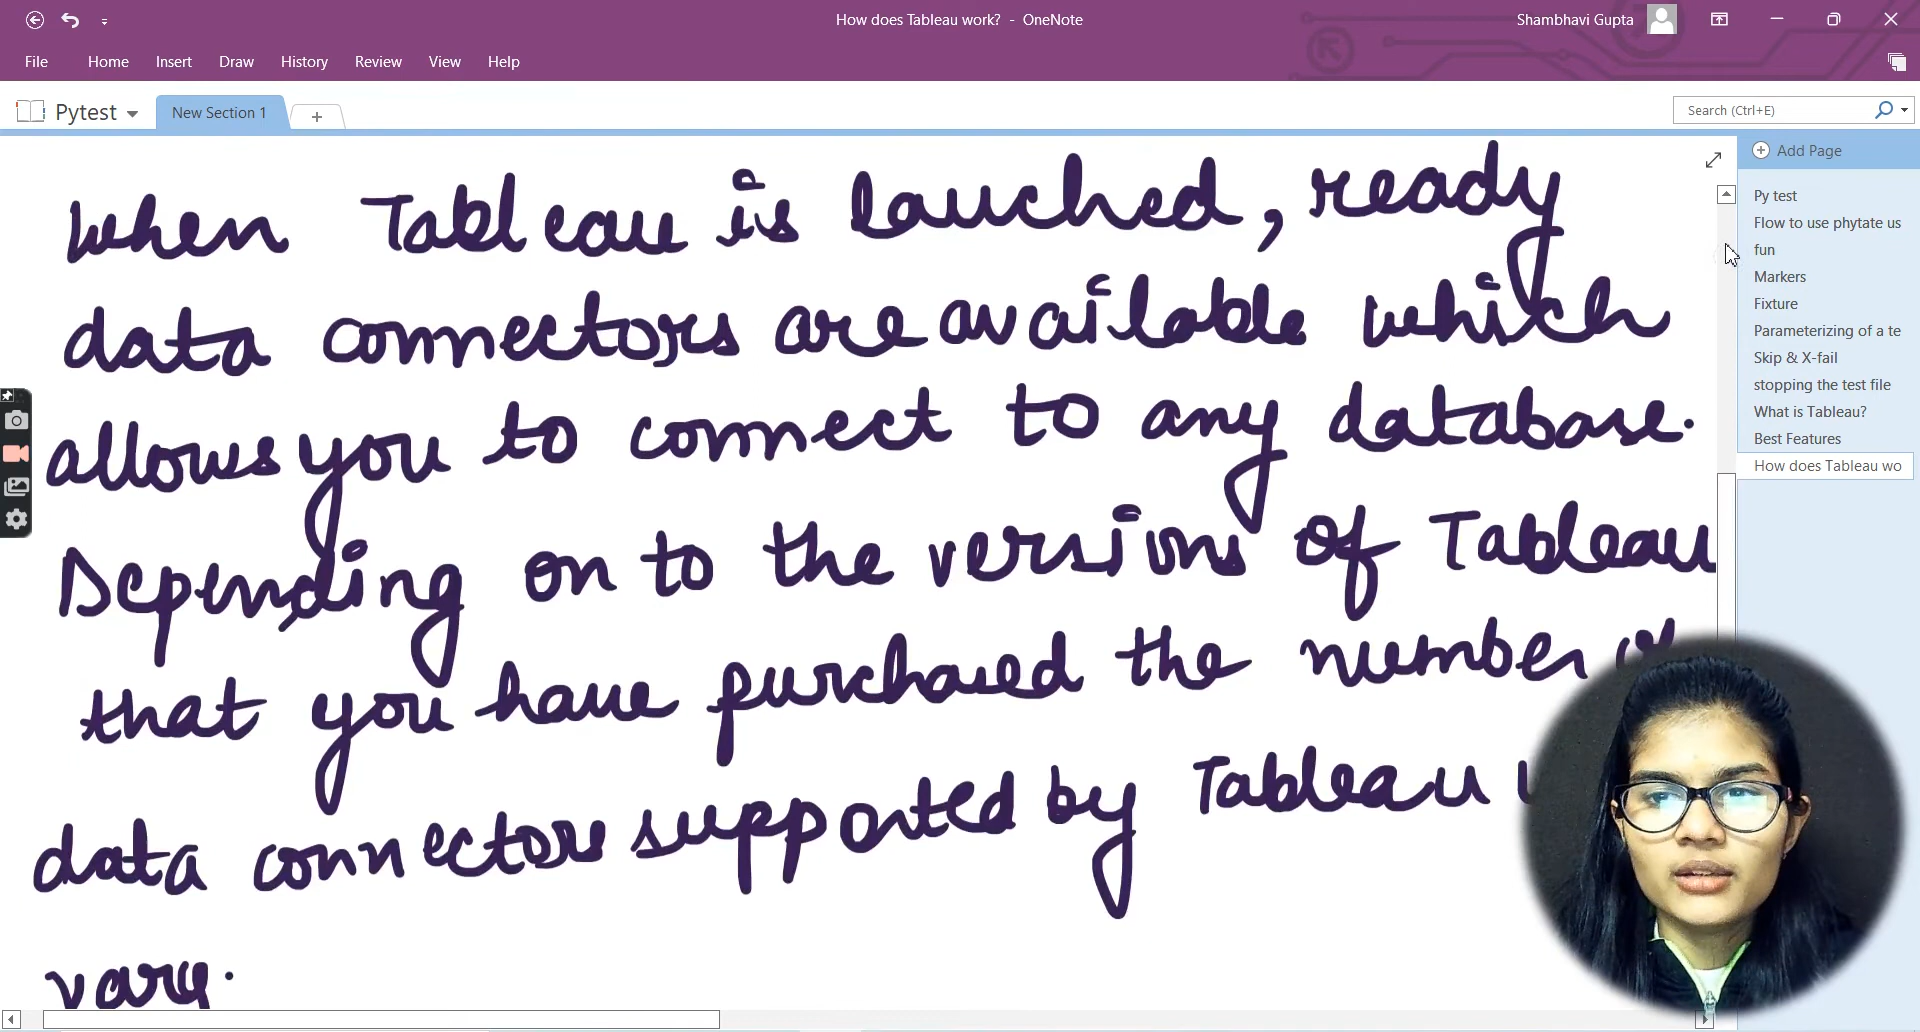 How does Tableau work? - OneNote
Shambhavi Gupta
File Home Insert Draw History Review View Help
Pytest New Section 1 +
Search (Ctrl+E)
Add Page
Py test
Flow to use phytate us
fun
Markers
Fixture
Parameterizing of a te
Skip & X-fail
stopping the test file
What is Tableau?
Best Features
How does Tableau wo
When Tableau is lauched, ready
data connectors are available which
allows you to connect to any database.
Depending on to the versions of Tableau
that you have purchased the number
data connectors supported by Tableau
vary.